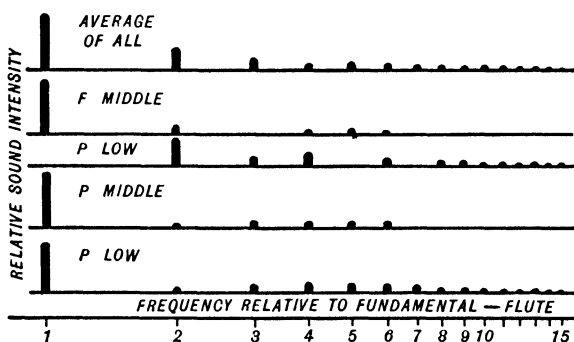 AVERAGE
OF ALL
F MIDDLE
P LOW
P MIDDLE
P LOW
RELATIVE SOUND INTENSITY
FREQUENCY RELATIVE TO FUNDAMENTAL — FLUTE
1 2 3 4 5 6 7 8 9 10 15